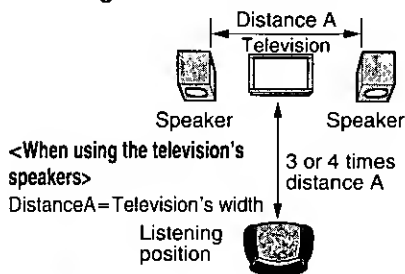 Distance A
Television
Speaker Speaker
<When using the television's
speakers>
DistanceA=Television's width
3 or 4 times
distance A
Listening
position